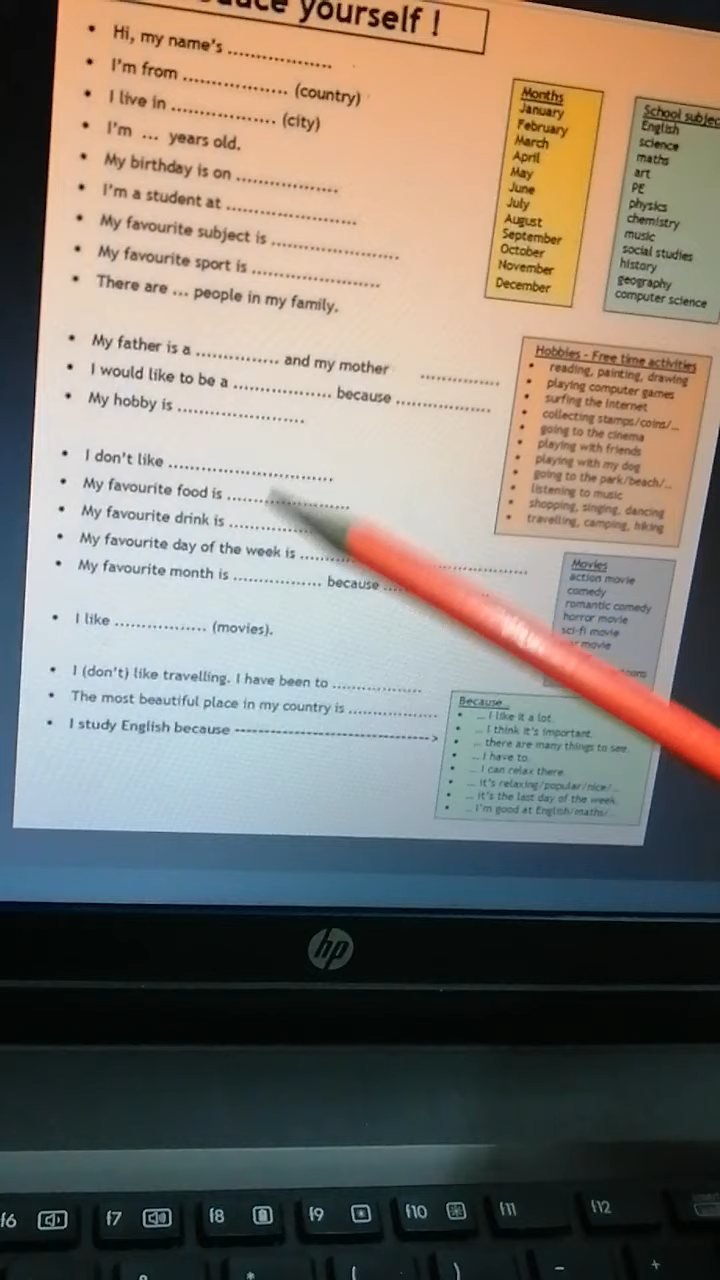 yourself !
Hi, my name's ..................
I'm from .................. (country)
I live in .................. (city)
I'm ... years old.
My birthday is on ..................
I'm a student at ..................
My favourite subject is ..................
My favourite sport is ..................
There are ... people in my family.
My father is a .............. and my mother ..............
I would like to be a ................. because .................
My hobby is ......................
I don't like ..............................
My favourite food is ......................
My favourite drink is ..............
My favourite day of the week is ..............................
My favourite month is ................ because ...
I like ................ (movies).
I (don't) like travelling. I have been to ................
The most beautiful place in my country is ................
I study English because ------------------------------>
Months
January
February
March
April
May
June
July
August
September
October
November
December
School
English
science
maths
art
PE
physics
chemistry
music
social studies
history
geography
computer science
Hobbies - Free time activities
reading, painting, drawing
playing computer games
surfing the Internet
collecting stamps/coins/...
going to the cinema
playing with friends
playing with my dog
going to the park/beach/...
listening to music
shopping, singing, dancing
travelling, camping, hiking
Movies
action movie
comedy
romantic comedy
horror movie
sci-fi movie
movie
Because...
... I like it a lot.
... I think it's important.
... there are many things to see.
... I have to.
... I can relax there.
... it's relaxing/popular/nice/...
... it's the last day of the week.
... I'm good at English/maths/...
hp
f6 f7 f8 f9 f10 f11 f12
* ( ) - +